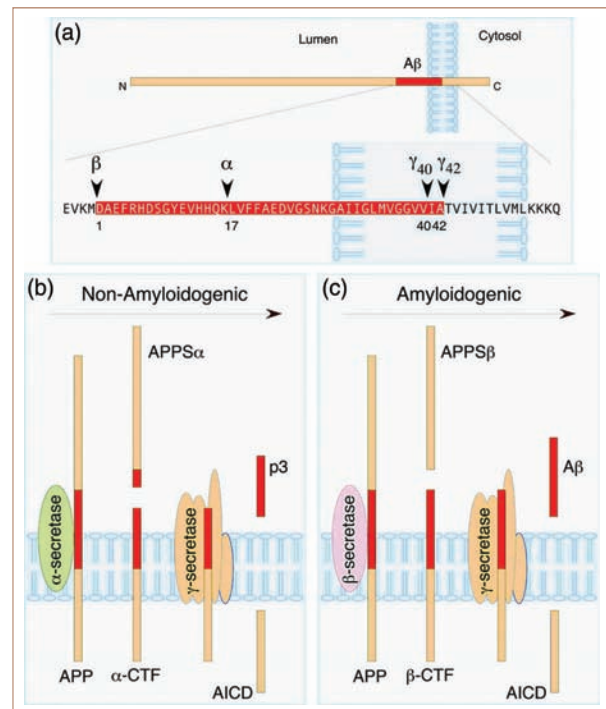 (a)
Lumen
Cytosol
Aβ
N
C
β
α
γ40
γ42
EVKMDAEFRHDSGYEVHHQKLVFFAEDVGSNKGAIIGLMVGGVVIATVIVITLVMLKKKQ
1
17
40 42
(b)
Non-Amyloidogenic
APPSα
p3
α-secretase
γ-secretase
APP
α-CTF
AICD
(c)
Amyloidogenic
APPSβ
Aβ
β-secretase
γ-secretase
APP
β-CTF
AICD